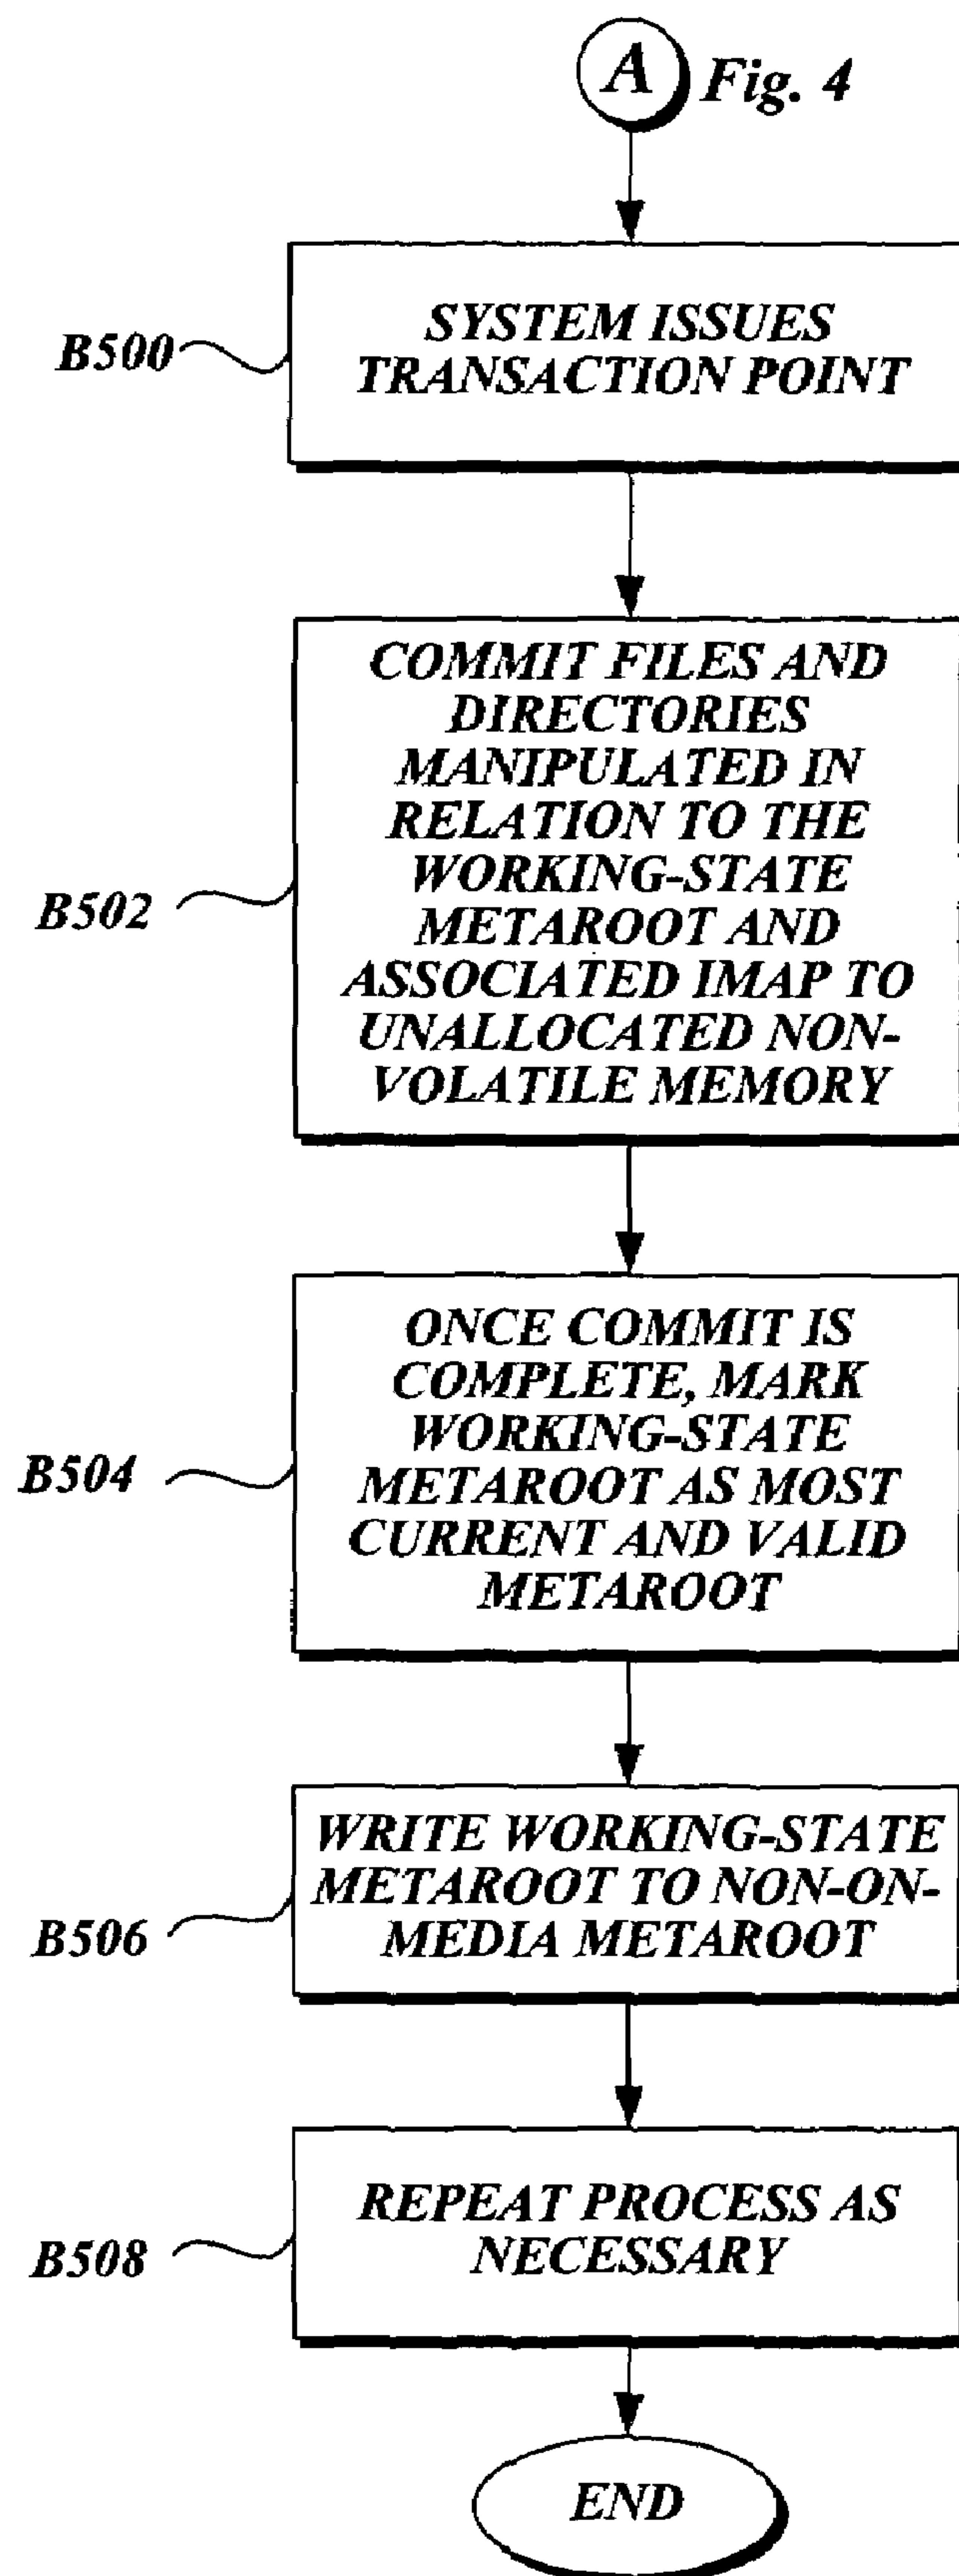 A Fig. 4
B500
SYSTEM ISSUES
TRANSACTION POINT
B502
COMMIT FILES AND
DIRECTORIES
MANIPULATED IN
RELATION TO THE
WORKING-STATE
METAROOT AND
ASSOCIATED IMAP TO
UNALLOCATED NON-
VOLATILE MEMORY
B504
ONCE COMMIT IS
COMPLETE, MARK
WORKING-STATE
METAROOT AS MOST
CURRENT AND VALID
METAROOT
B506
WRITE WORKING-STATE
METAROOT TO NON-ON-
MEDIA METAROOT
B508
REPEAT PROCESS AS
NECESSARY
END